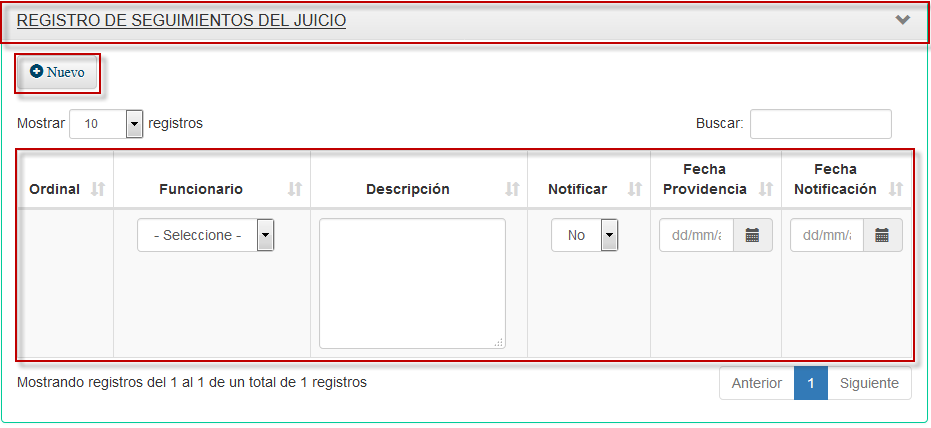 REGISTRO DE SEGUIMIENTOS DEL JUICIO
Nuevo
Mostrar 10 registros Buscar:
Ordinal Funcionario Descripción Notificar Fecha Providencia Fecha Notificación
- Seleccione - No dd/mm/a dd/mm/a
Mostrando registros del 1 al 1 de un total de 1 registros Anterior 1 Siguiente